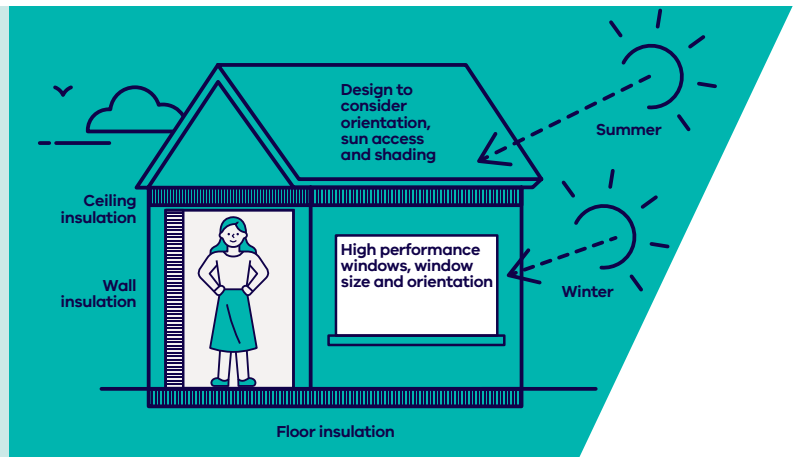 Design to
consider
orientation,
sun access
and shading
Summer
Ceiling
insulation
High performance
windows, window
size and orientation
Wall
insulation
Winter
Floor insulation